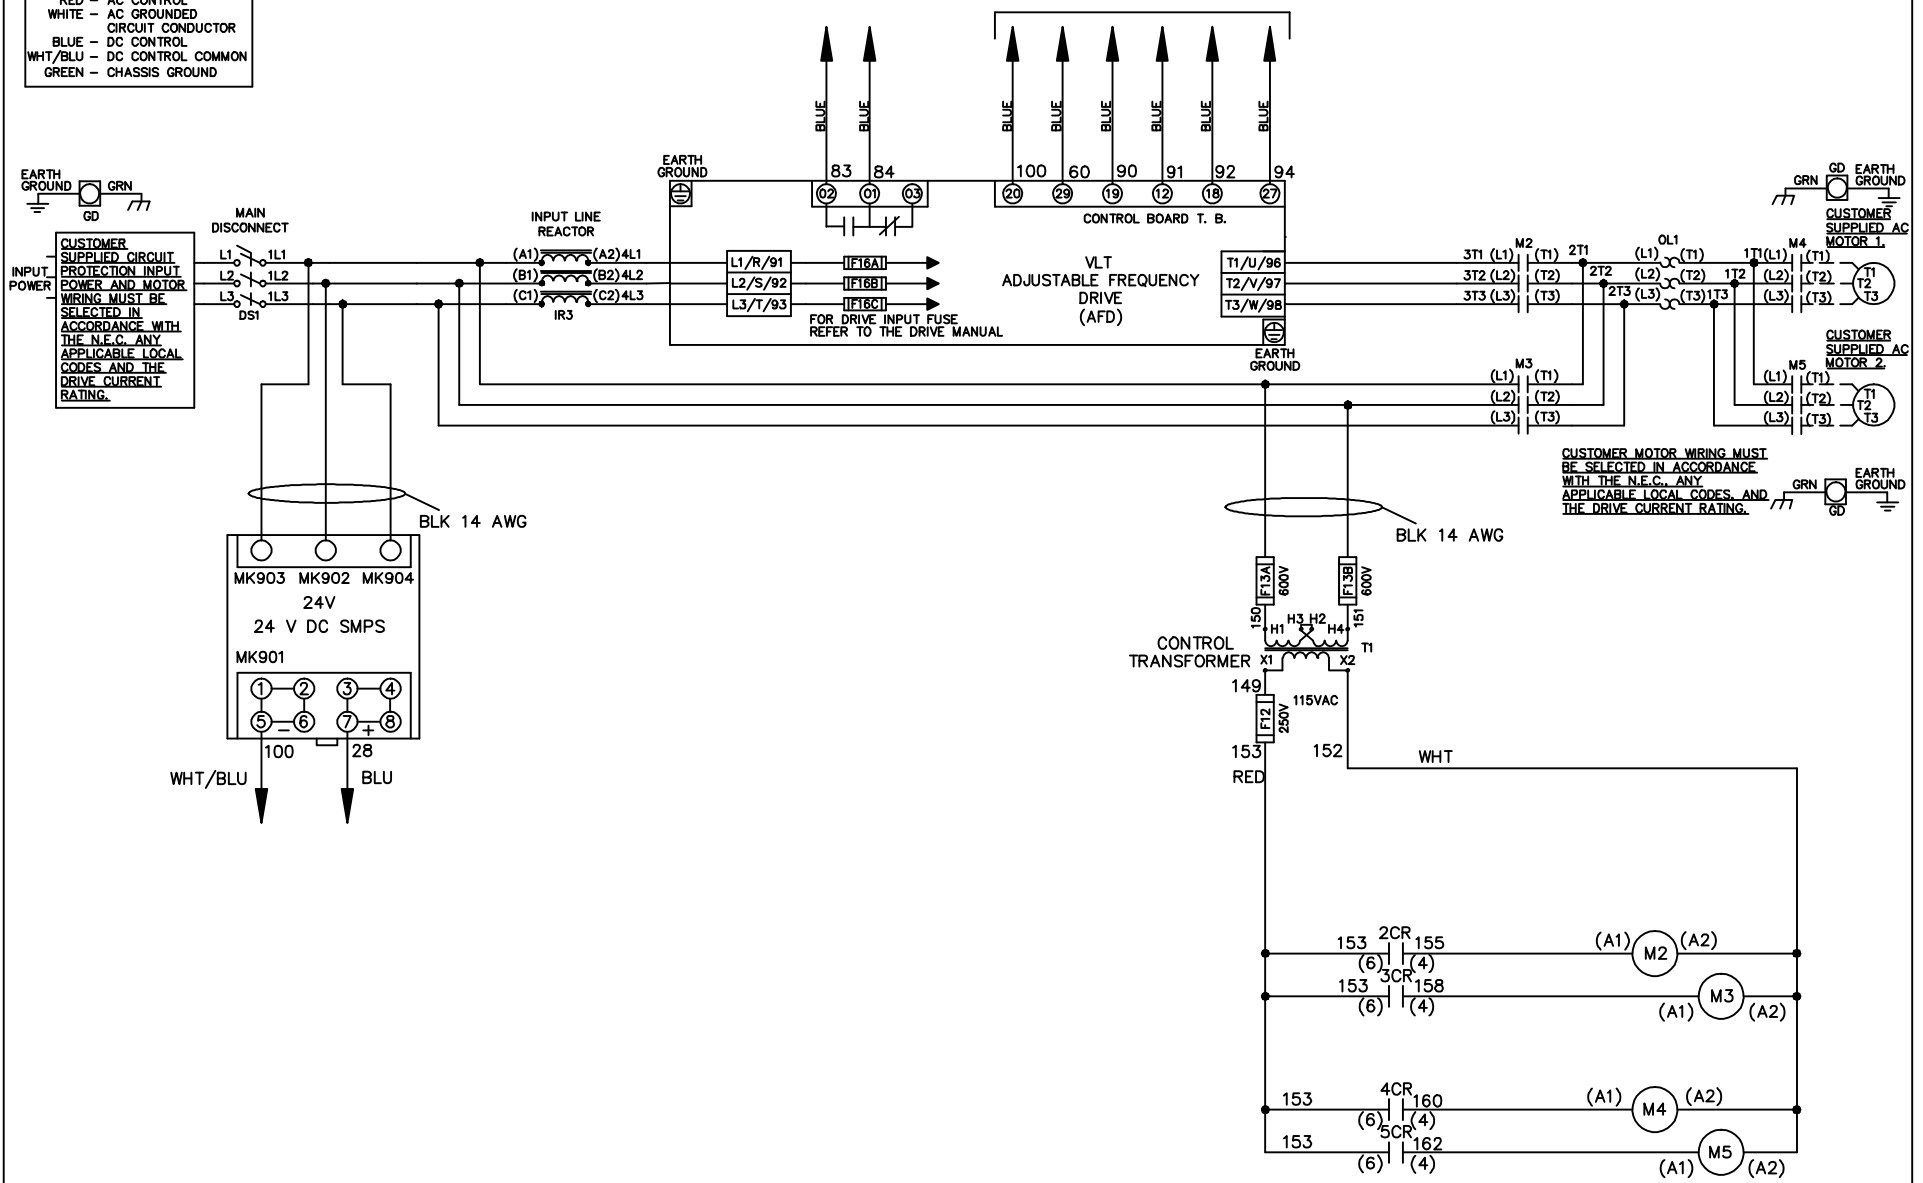 RED – AC CONTROL
WHITE – AC GROUNDED
CIRCUIT CONDUCTOR
BLUE – DC CONTROL
WHT/BLU – DC CONTROL COMMON
GREEN – CHASSIS GROUND
BLUE
BLUE
BLUE
BLUE
BLUE
BLUE
BLUE
BLUE
EARTH
GROUND
GRN
GD
EARTH
GROUND
83 84
02 01 03
100 60 90 91 92 94
20 29 19 12 18 27
CONTROL BOARD T. B.
GD
GRN
EARTH
GROUND
CUSTOMER
SUPPLIED AC
MOTOR 1.
INPUT
POWER
CUSTOMER
SUPPLIED CIRCUIT
PROTECTION INPUT
POWER AND MOTOR
WIRING MUST BE
SELECTED IN
ACCORDANCE WITH
THE N.E.C. ANY
APPLICABLE LOCAL
CODES AND THE
DRIVE CURRENT
RATING.
MAIN
DISCONNECT
L1 1L1
L2 1L2
L3 1L3
DS1
INPUT LINE
REACTOR
(A1) (A2) 4L1
(B1) (B2) 4L2
(C1) (C2) 4L3
IR3
L1/R/91 F16A
L2/S/92 F16B
L3/T/93 F16C
FOR DRIVE INPUT FUSE
REFER TO THE DRIVE MANUAL
VLT
ADJUSTABLE FREQUENCY
DRIVE
(AFD)
T1/U/96
T2/V/97
T3/W/98
EARTH
GROUND
M2
3T1 (L1) (T1) 2T1
3T2 (L2) (T2) 2T2
3T3 (L3) (T3) 2T3
OL1
(L1) (T1) 1T1
(L2) (T2) 1T2
(L3) (T3) 1T3
M4
(L1) (T1)
(L2) (T2)
(L3) (T3)
T1
T2
T3
M3
(L1) (T1)
(L2) (T2)
(L3) (T3)
CUSTOMER
SUPPLIED AC
MOTOR 2.
M5
(L1) (T1)
(L2) (T2)
(L3) (T3)
T1
T2
T3
CUSTOMER MOTOR WIRING MUST
BE SELECTED IN ACCORDANCE
WITH THE N.E.C., ANY
APPLICABLE LOCAL CODES, AND
THE DRIVE CURRENT RATING.
GRN
GD
EARTH
GROUND
BLK 14 AWG
MK903 MK902 MK904
24V
24 V DC SMPS
MK901
1 2 3 4
5 6 7 8
– +
100 28
WHT/BLU BLU
BLK 14 AWG
F13A 600V
F13B 600V
150 151
H1 H3 H2 H4
T1
CONTROL
TRANSFORMER
X1 X2
149
115VAC
F12 250V
153 152
RED
WHT
2CR
153 155
(6) (4)
(A1) M2 (A2)
3CR
153 158
(6) (4)
(A1) M3 (A2)
4CR
153 160
(6) (4)
(A1) M4 (A2)
5CR
153 162
(6) (4)
(A1) M5 (A2)